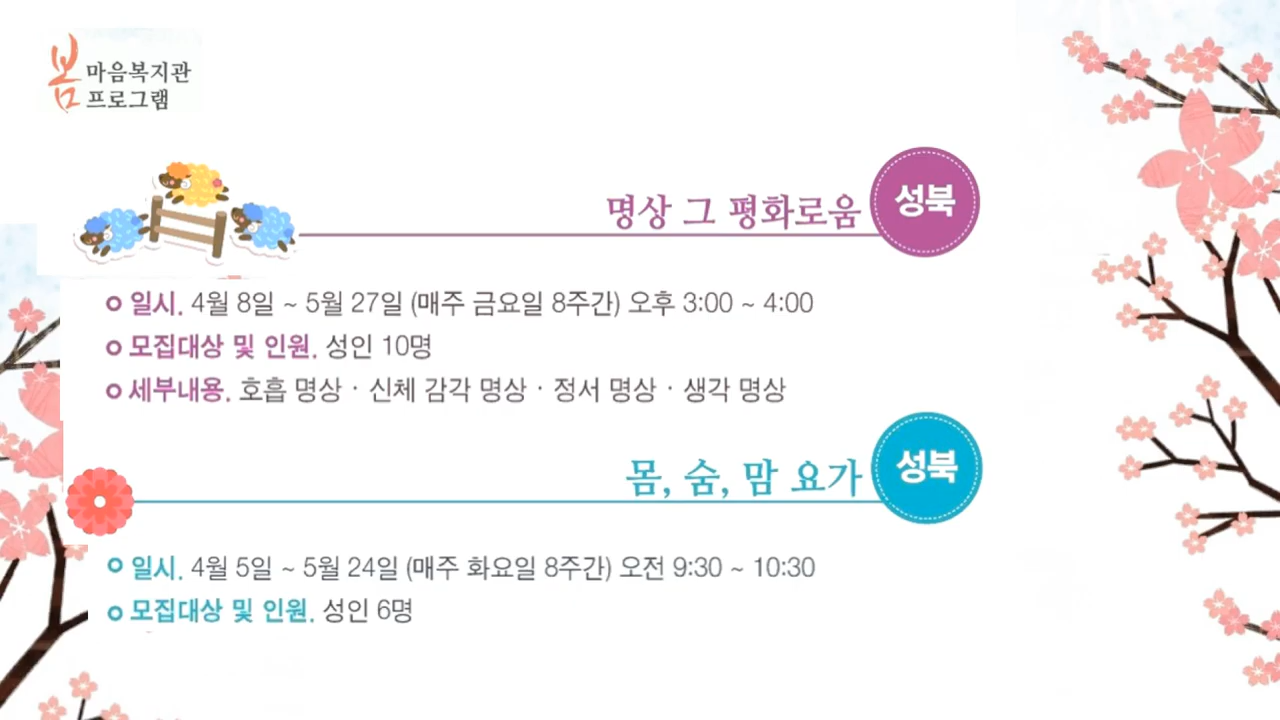 봄 마음복지관
프로그램
명상 그 평화로움 성북
일시. 4월 8일 ~ 5월 27일 (매주 금요일 8주간) 오후 3:00 ~ 4:00
모집대상 및 인원. 성인 10명
세부내용. 호흡 명상 · 신체 감각 명상 · 정서 명상 · 생각 명상
몸, 숨, 맘 요가 성북
일시. 4월 5일 ~ 5월 24일 (매주 화요일 8주간) 오전 9:30 ~ 10:30
모집대상 및 인원. 성인 6명